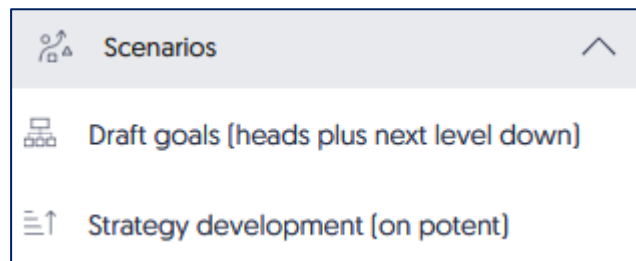 Scenarios
Draft goals (heads plus next level down)
Strategy development (on potent)